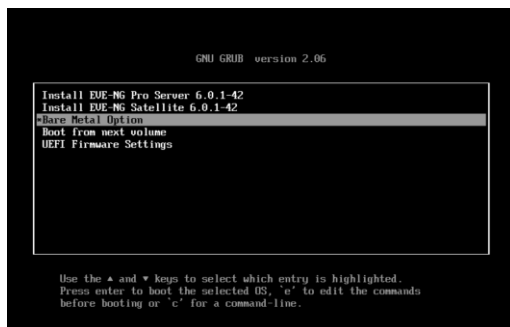 GNU GRUB version 2.06
Install EVE-NG Pro Server 6.0.1-42
Install EVE-NG Satellite 6.0.1-42
*Bare Metal Option
Boot from next volume
UEFI Firmware Settings
Use the ▲ and ▼ keys to select which entry is highlighted.
Press enter to boot the selected OS, `e' to edit the commands
before booting or `c' for a command-line.